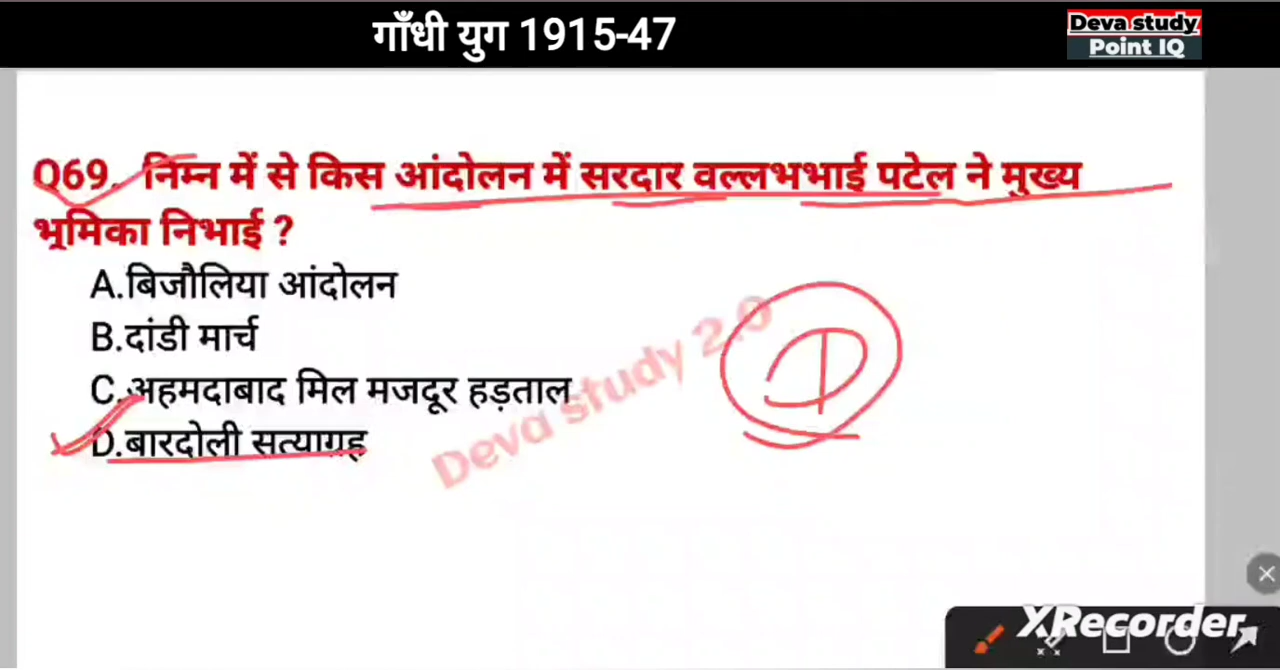 गाँधी युग 1915-47
Deva study
Point IQ
Q69. निम्न में से किस आंदोलन में सरदार वल्लभभाई पटेल ने मुख्य
भूमिका निभाई ?
A.बिजौलिया आंदोलन
B.दांडी मार्च
C.अहमदाबाद मिल मजदूर हड़ताल
D.बारदोली सत्याग्रह
D
Deva study 2.0
XRecorder